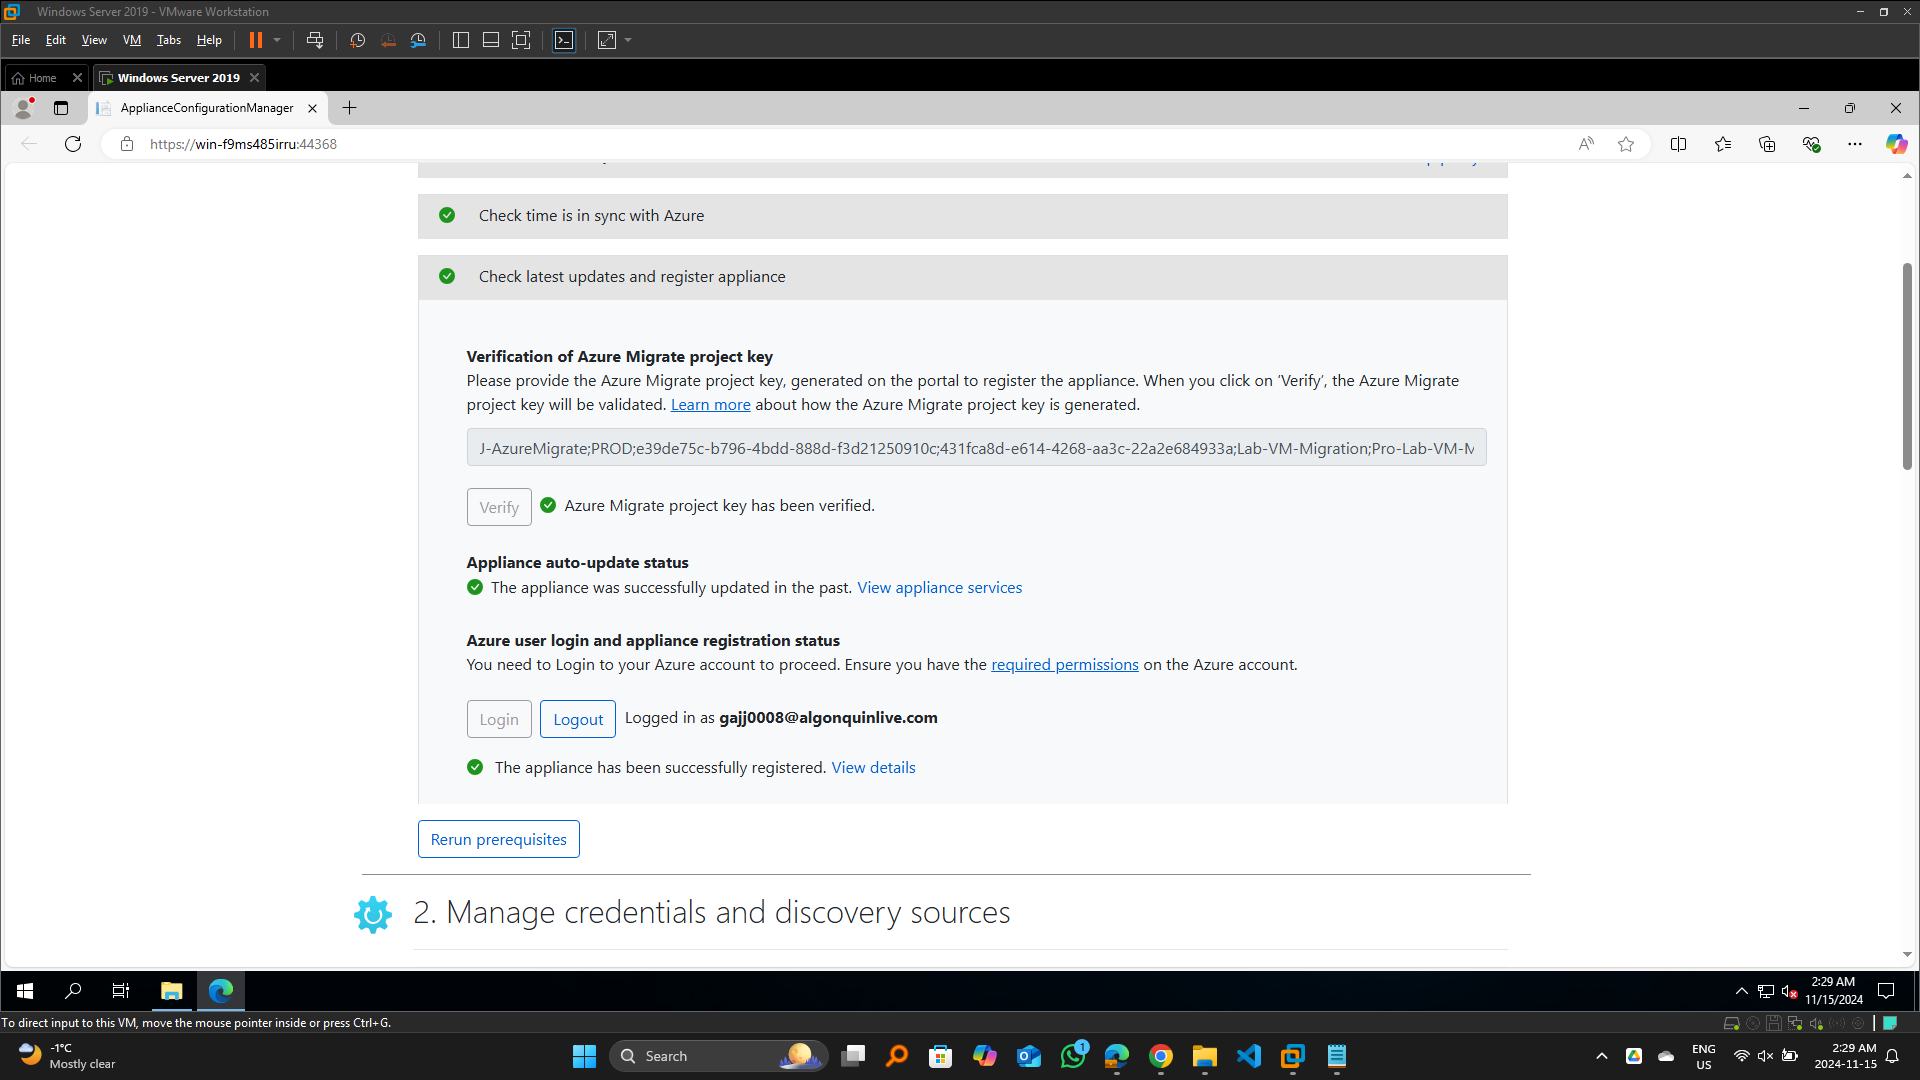 Windows Server 2019 - VMware Workstation
File Edit View VM Tabs Help
Home
Windows Server 2019
ApplianceConfigurationManager
https://win-f9ms485irru:44368
Check time is in sync with Azure
Check latest updates and register appliance
Verification of Azure Migrate project key
Please provide the Azure Migrate project key, generated on the portal to register the appliance. When you click on 'Verify', the Azure Migrate
project key will be validated. Learn more about how the Azure Migrate project key is generated.
J-AzureMigrate;PROD;e39de75c-b796-4bdd-888d-f3d21250910c;431fca8d-e614-4268-aa3c-22a2e684933a;Lab-VM-Migration;Pro-Lab-VM-M
Verify Azure Migrate project key has been verified.
Appliance auto-update status
The appliance was successfully updated in the past. View appliance services
Azure user login and appliance registration status
You need to Login to your Azure account to proceed. Ensure you have the required permissions on the Azure account.
Login Logout Logged in as gajj0008@algonquinlive.com
The appliance has been successfully registered. View details
Rerun prerequisites
2. Manage credentials and discovery sources
2:29 AM
11/15/2024
To direct input to this VM, move the mouse pointer inside or press Ctrl+G.
-1°C
Mostly clear
Search
1
ENG
US
2:29 AM
2024-11-15